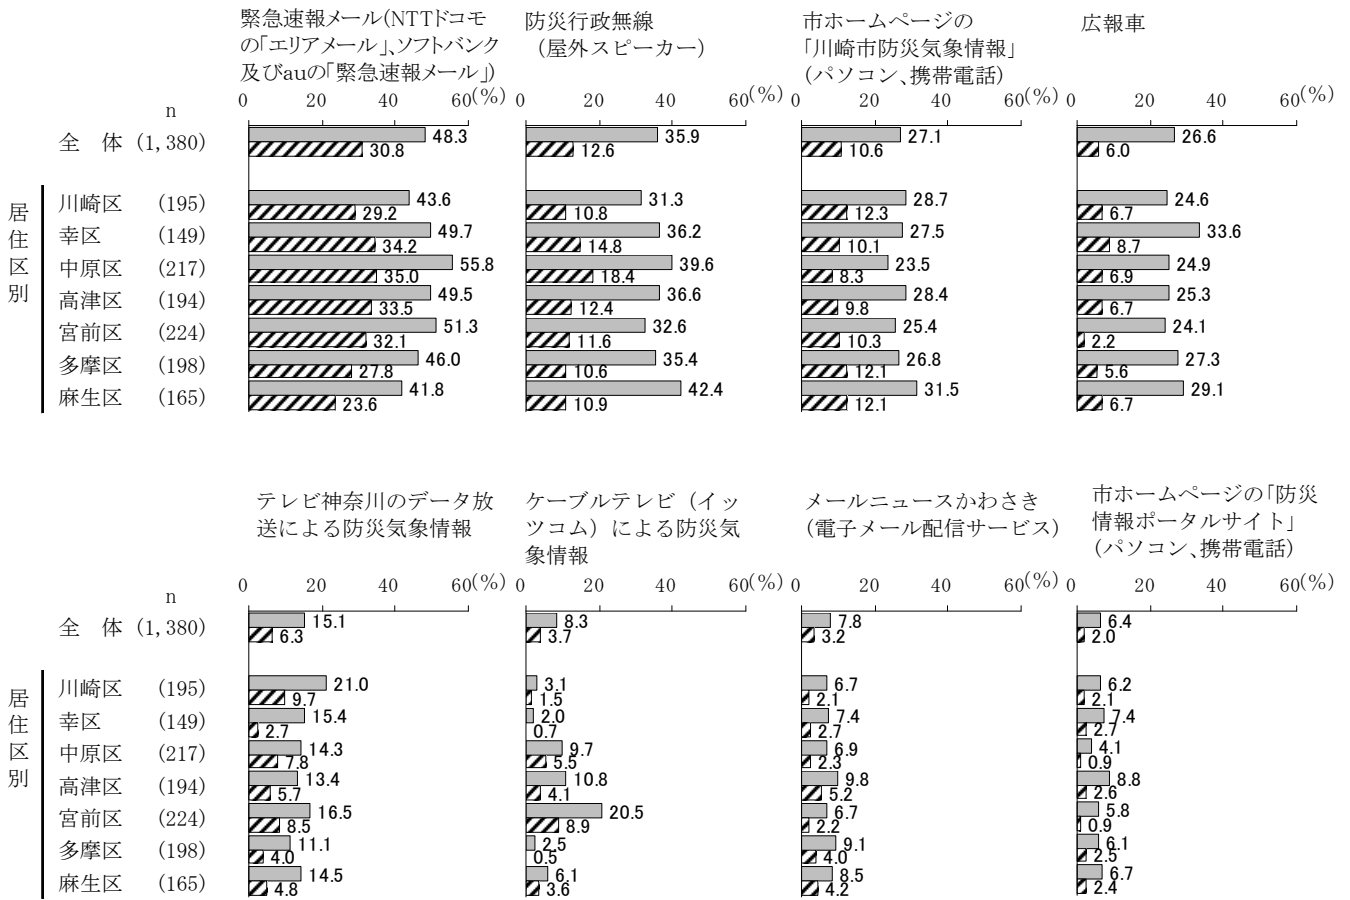 緊急速報メール(NTTドコモ
の「エリアメール」、ソフトバンク
及びauの「緊急速報メール」)
防災行政無線
（屋外スピーカー）
市ホームページの
「川崎市防災気象情報」
(パソコン、携帯電話)
広報車
n
0 20 40 60(%)
0 20 40 60(%)
0 20 40 60(%)
0 20 40 60(%)
全 体 (1,380) 48.3 35.9 27.1 26.6
30.8 12.6 10.6 6.0
居住区別
川崎区 (195) 43.6 31.3 28.7 24.6
29.2 10.8 12.3 6.7
幸区 (149) 49.7 36.2 27.5 33.6
34.2 14.8 10.1 8.7
中原区 (217) 55.8 39.6 23.5 24.9
35.0 18.4 8.3 6.9
高津区 (194) 49.5 36.6 28.4 25.3
33.5 12.4 9.8 6.7
宮前区 (224) 51.3 32.6 25.4 24.1
32.1 11.6 10.3 2.2
多摩区 (198) 46.0 35.4 26.8 27.3
27.8 10.6 12.1 5.6
麻生区 (165) 41.8 42.4 31.5 29.1
23.6 10.9 12.1 6.7
テレビ神奈川のデータ放
送による防災気象情報
ケーブルテレビ（イッ
ツコム）による防災気
象情報
メールニュースかわさき
(電子メール配信サービス)
市ホームページの「防災
情報ポータルサイト」
(パソコン、携帯電話)
n
0 20 40 60(%)
0 20 40 60(%)
0 20 40 60(%)
0 20 40 60(%)
全 体 (1,380) 15.1 8.3 7.8 6.4
6.3 3.7 3.2 2.0
居住区別
川崎区 (195) 21.0 3.1 6.7 6.2
9.7 1.5 2.1 2.1
幸区 (149) 15.4 2.0 7.4 7.4
2.7 0.7 2.7 2.7
中原区 (217) 14.3 9.7 6.9 4.1
7.8 5.5 2.3 0.9
高津区 (194) 13.4 10.8 9.8 8.8
5.7 4.1 5.2 2.6
宮前区 (224) 16.5 20.5 6.7 5.8
8.5 8.9 2.2 0.9
多摩区 (198) 11.1 2.5 9.1 6.1
4.0 0.5 4.0 2.5
麻生区 (165) 14.5 6.1 8.5 6.7
4.8 3.6 4.2 2.4